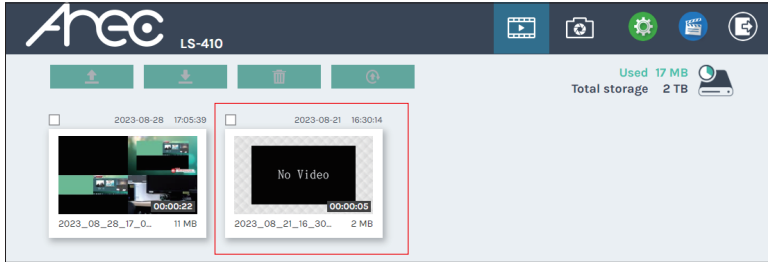 Arec LS-410
Used 17 MB
Total storage 2 TB
2023-08-28 17:05:39
00:00:22
2023_08_28_17_0... 11 MB
2023-08-21 16:30:14
No Video
00:00:05
2023_08_21_16_30... 2 MB